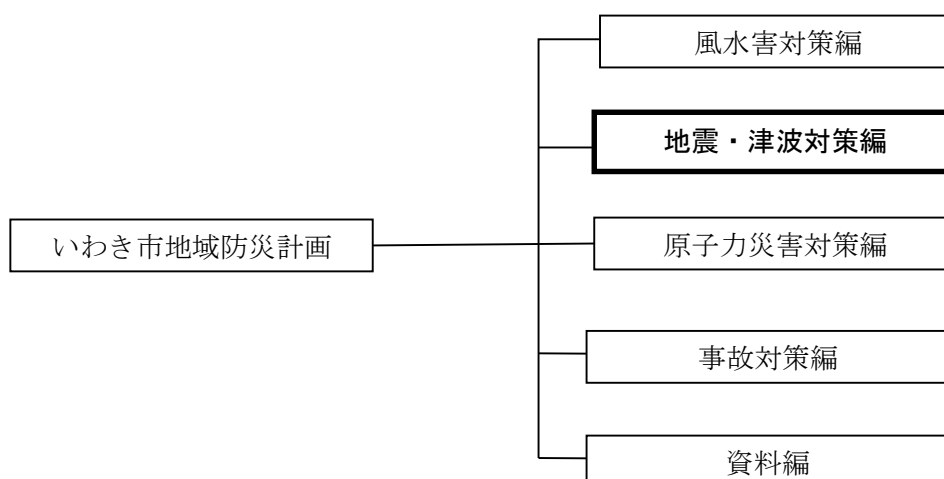 風水害対策編
地震・津波対策編
いわき市地域防災計画
原子力災害対策編
事故対策編
資料編